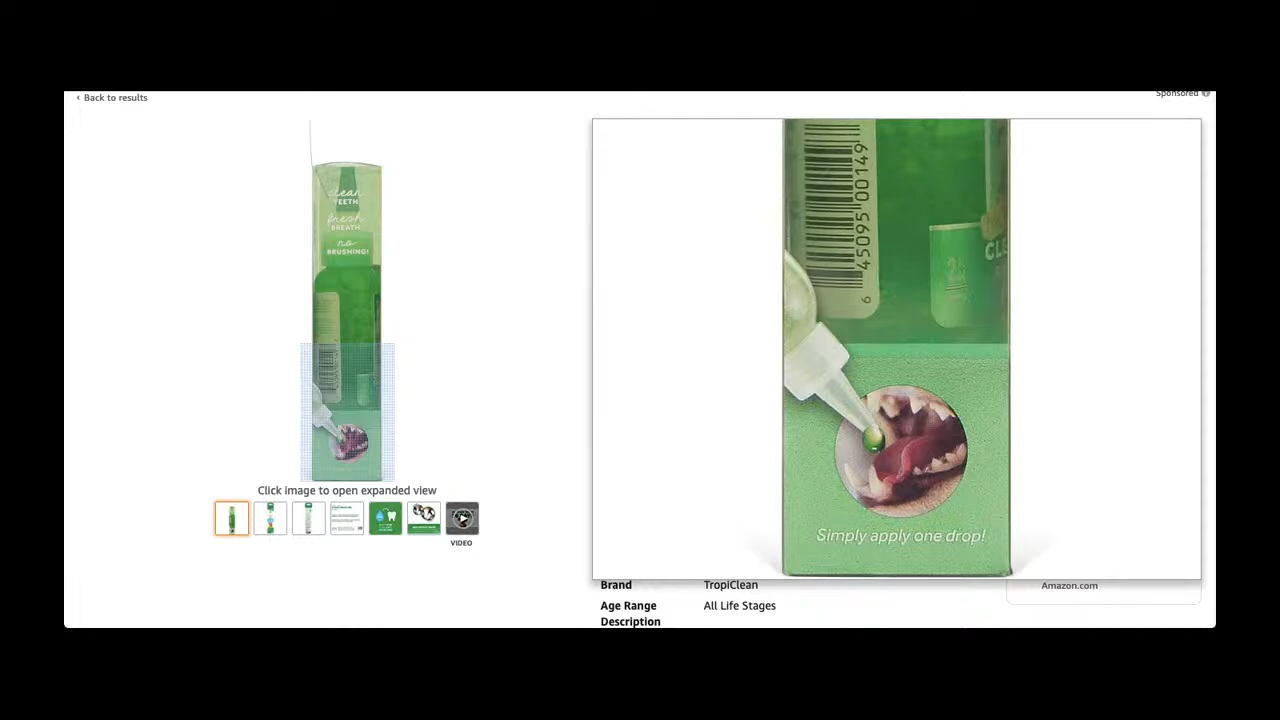 ‹ Back to results
Sponsored
clean
TEETH
fresh
BREATH
no
BRUSHING!
Click image to open expanded view
VIDEO
6 45095 00149
Simply apply one drop!
Brand TropiClean
Amazon.com
Age Range All Life Stages
Description